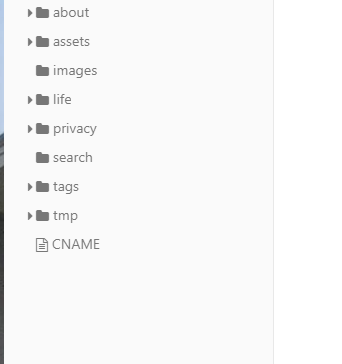 about
assets
images
life
privacy
search
tags
tmp
CNAME